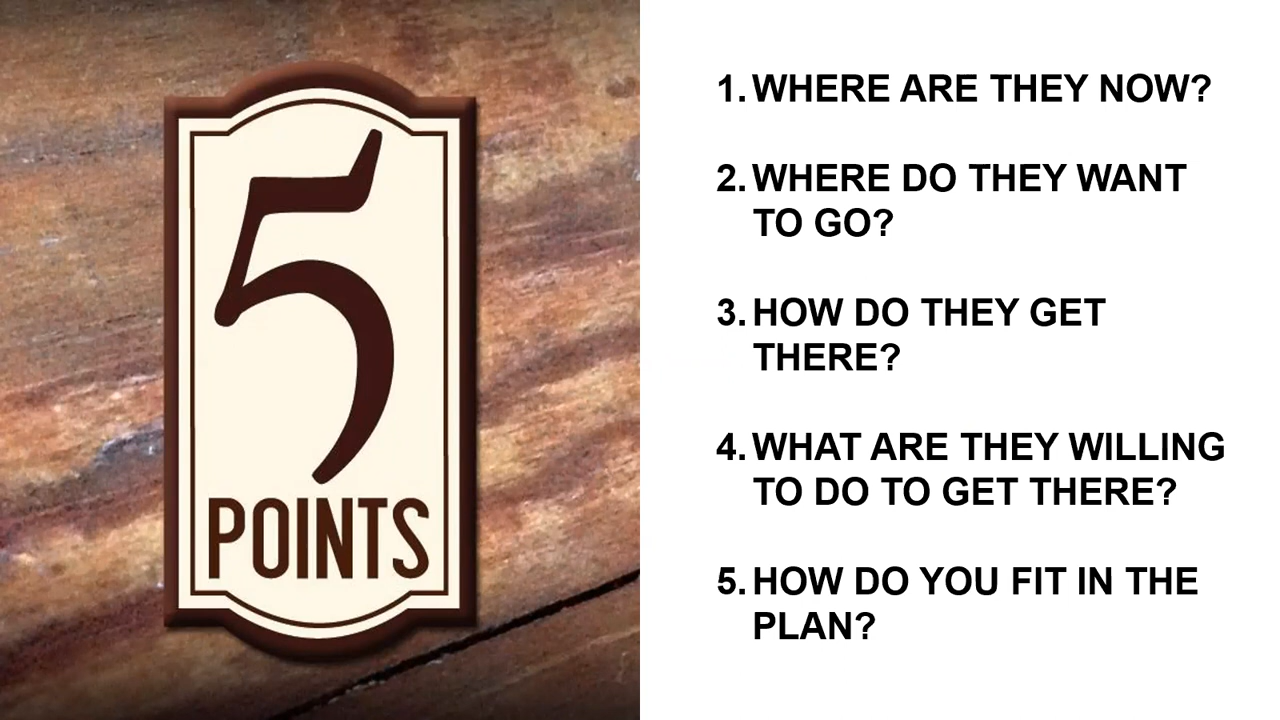 5
POINTS
1. WHERE ARE THEY NOW?
2. WHERE DO THEY WANT
TO GO?
3. HOW DO THEY GET
THERE?
4. WHAT ARE THEY WILLING
TO DO TO GET THERE?
5. HOW DO YOU FIT IN THE
PLAN?